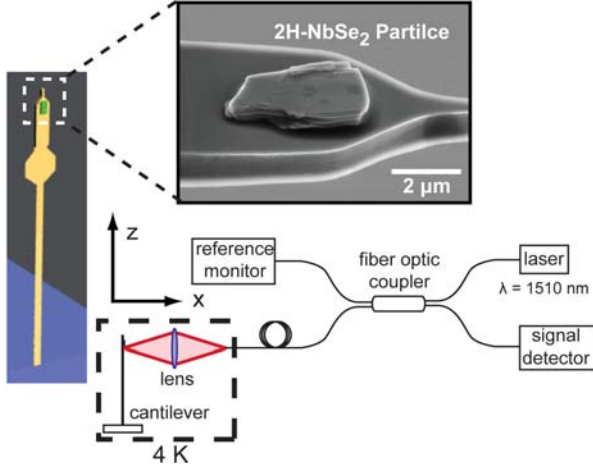 2H-NbSe2 Partilce
2 μm
z
x
reference
monitor
fiber optic
coupler
laser
λ = 1510 nm
signal
detector
lens
cantilever
4 K